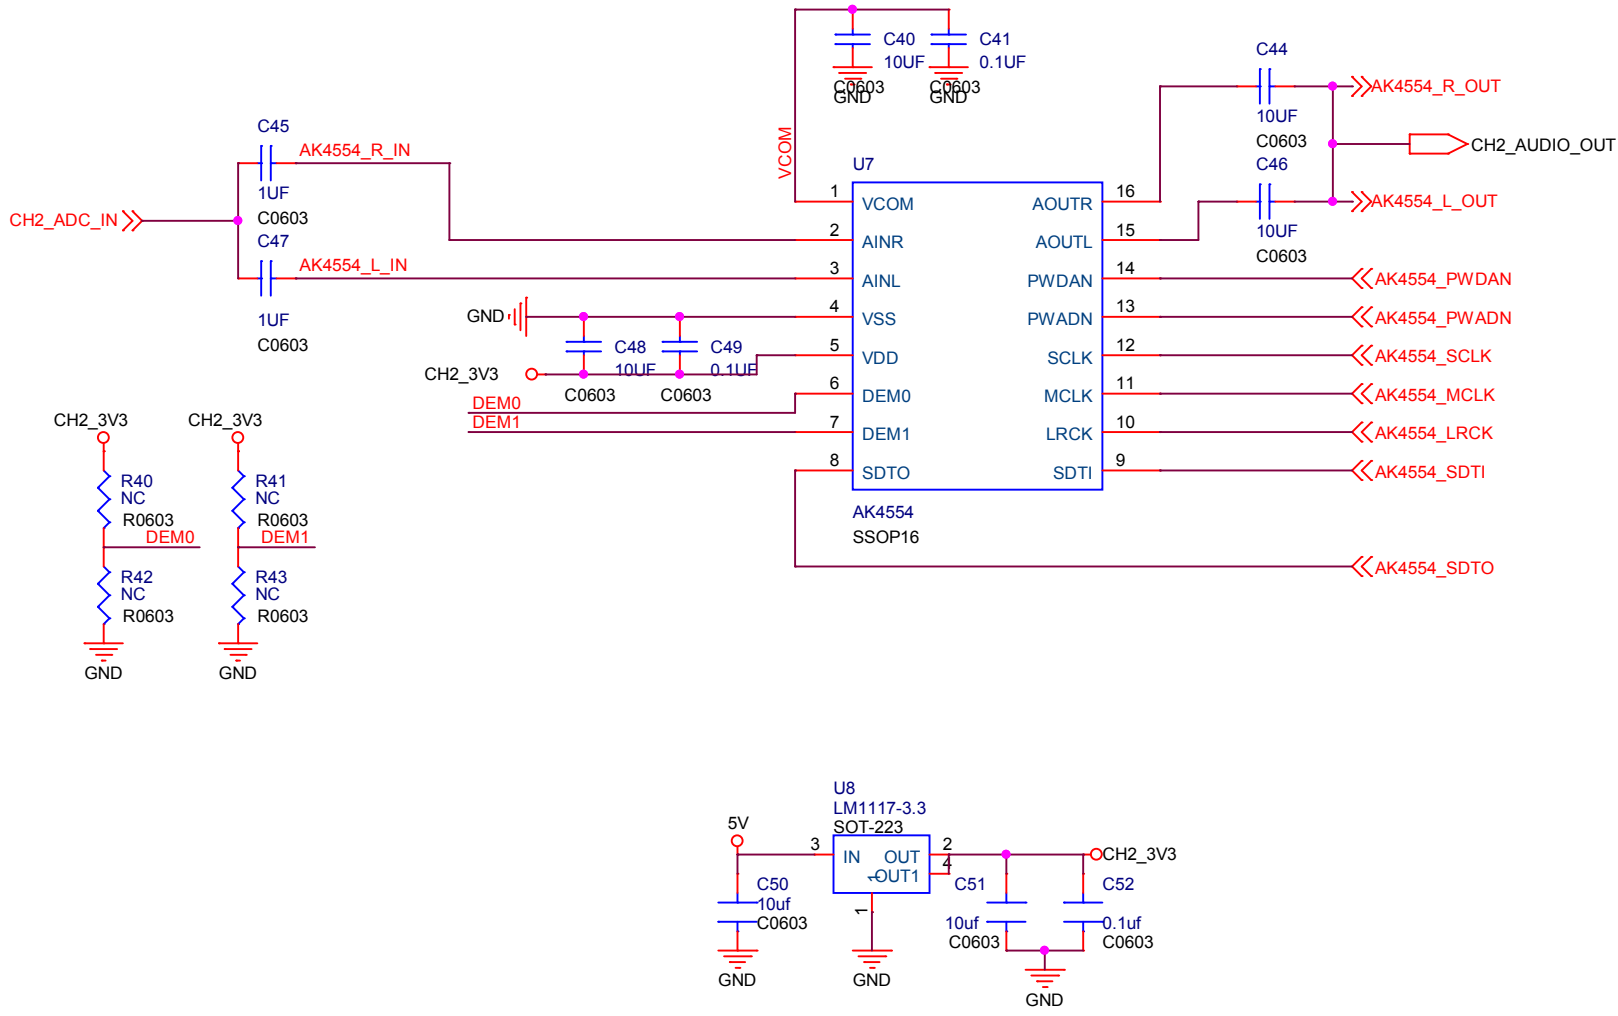 C40
10UF
C0603
GND
C41
0.1UF
C0603
GND
VCOM
C44
10UF
C0603
AK4554_R_OUT
CH2_AUDIO_OUT
C46
10UF
C0603
AK4554_L_OUT
C45
1UF
C0603
AK4554_R_IN
CH2_ADC_IN
C47
1UF
C0603
AK4554_L_IN
U7
1 VCOM AOUTR 16
2 AINR AOUTL 15
3 AINL PWDAN 14 AK4554_PWDAN
4 VSS PWADN 13 AK4554_PWADN
5 VDD SCLK 12 AK4554_SCLK
6 DEM0 MCLK 11 AK4554_MCLK
7 DEM1 LRCK 10 AK4554_LRCK
8 SDTO SDTI 9 AK4554_SDTI
AK4554
SSOP16
AK4554_SDTO
GND
C48
10UF
C0603
C49
0.1UF
C0603
CH2_3V3
DEM0
DEM1
CH2_3V3
R40
NC
R0603
DEM0
R42
NC
R0603
GND
CH2_3V3
R41
NC
R0603
DEM1
R43
NC
R0603
GND
U8
LM1117-3.3
SOT-223
5V
3 IN OUT 2
OUT1 4
1
1
CH2_3V3
C50
10uf
C0603
GND
GND
C51
10uf
C0603
C52
0.1uf
C0603
GND